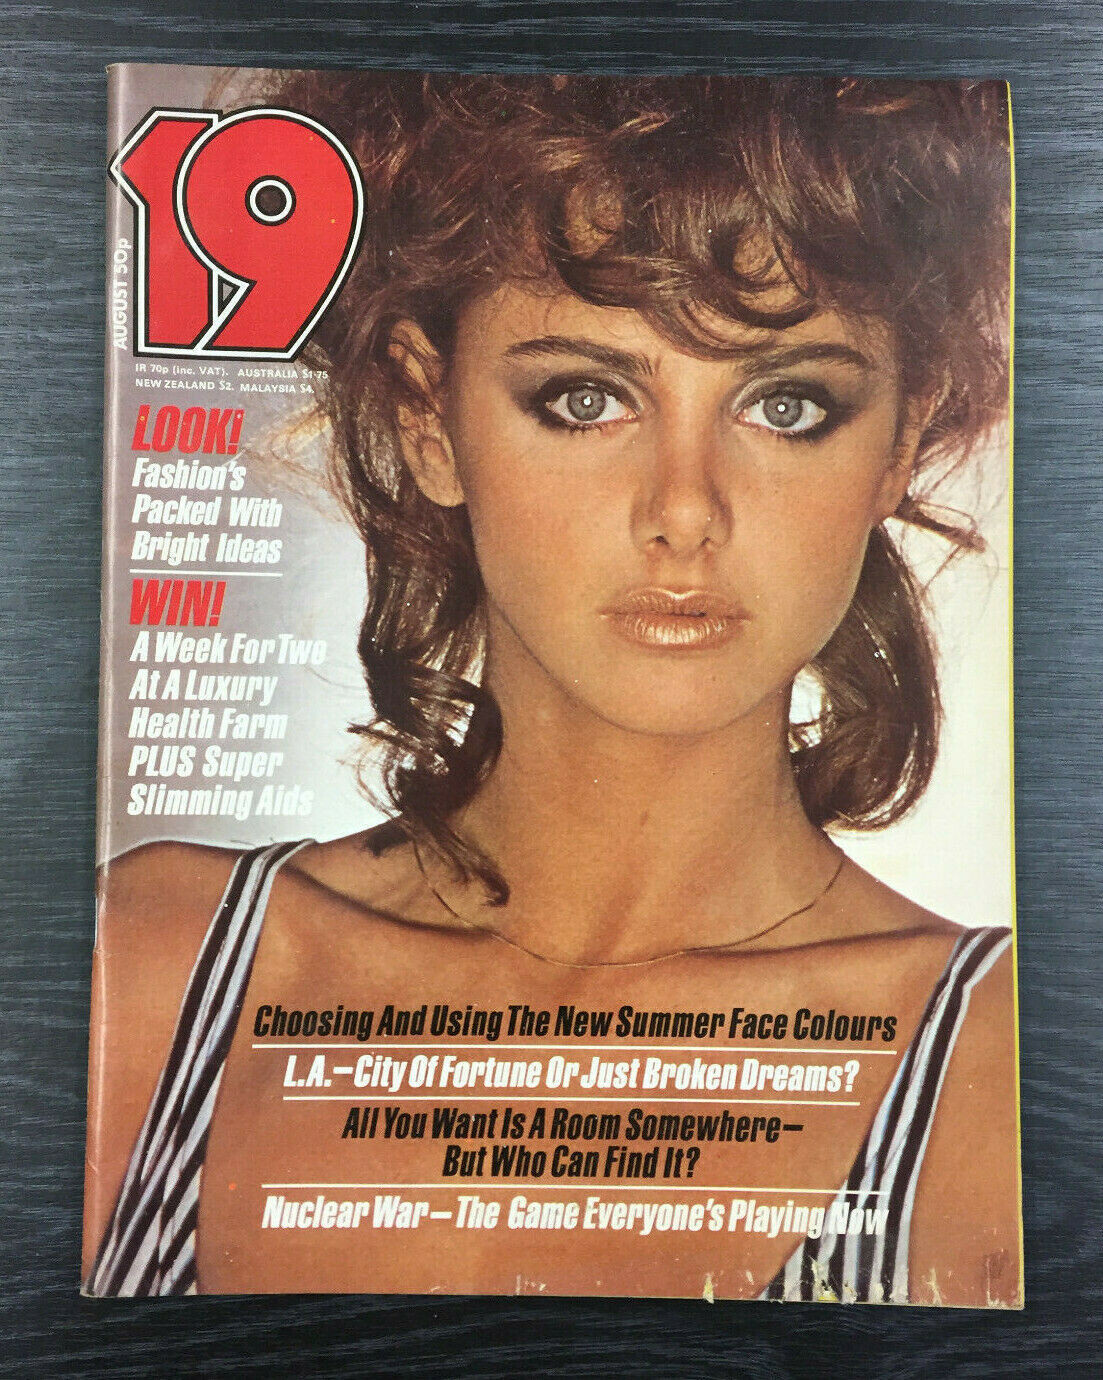 19
AUGUST 50p
IR 70p (inc. VAT). AUSTRALIA $1·75
NEW ZEALAND $2. MALAYSIA $4.
LOOK!
Fashion's
Packed With
Bright Ideas
WIN!
A Week For Two
At A Luxury
Health Farm
PLUS Super
Slimming Aids
Choosing And Using The New Summer Face Colours
L.A.–City Of Fortune Or Just Broken Dreams?
All You Want Is A Room Somewhere–
But Who Can Find It?
Nuclear War–The Game Everyone's Playing Now